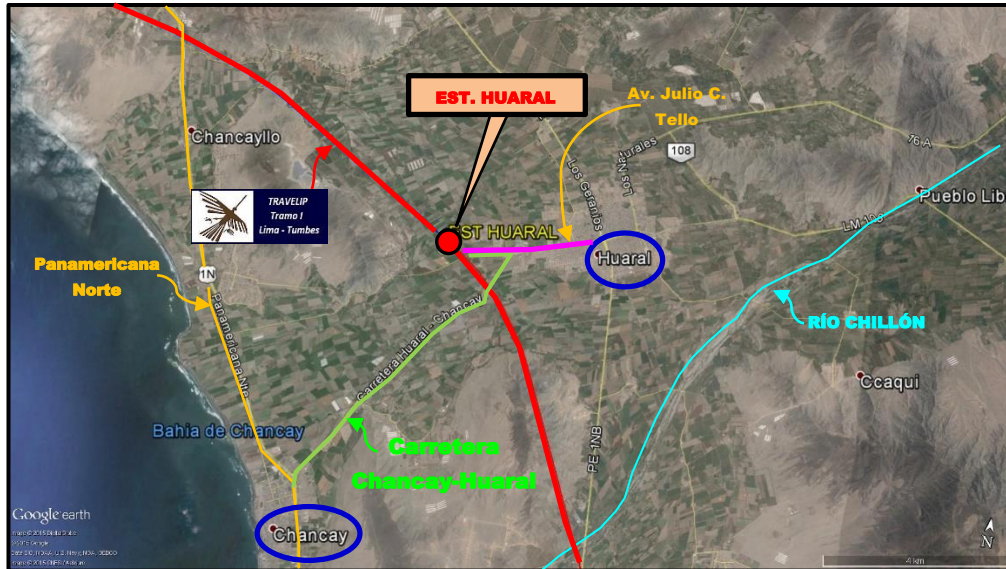 EST. HUARAL
Av. Julio C.
Tello
Chancayllo
108
76 A
Los Geranios
Pueblo Lib
TRAVELIP
Tramo I
Lima - Tumbes
EST HUARAL
Huaral
Panamericana
Norte
1N
Panamericana Nte
Carretera Huaral - Chancay
RÍO CHILLÓN
Ccaqui
Bahia de Chancay
Carretera
Chancay-Huaral
PE 1NB
Google earth
Chancay
N
4 km